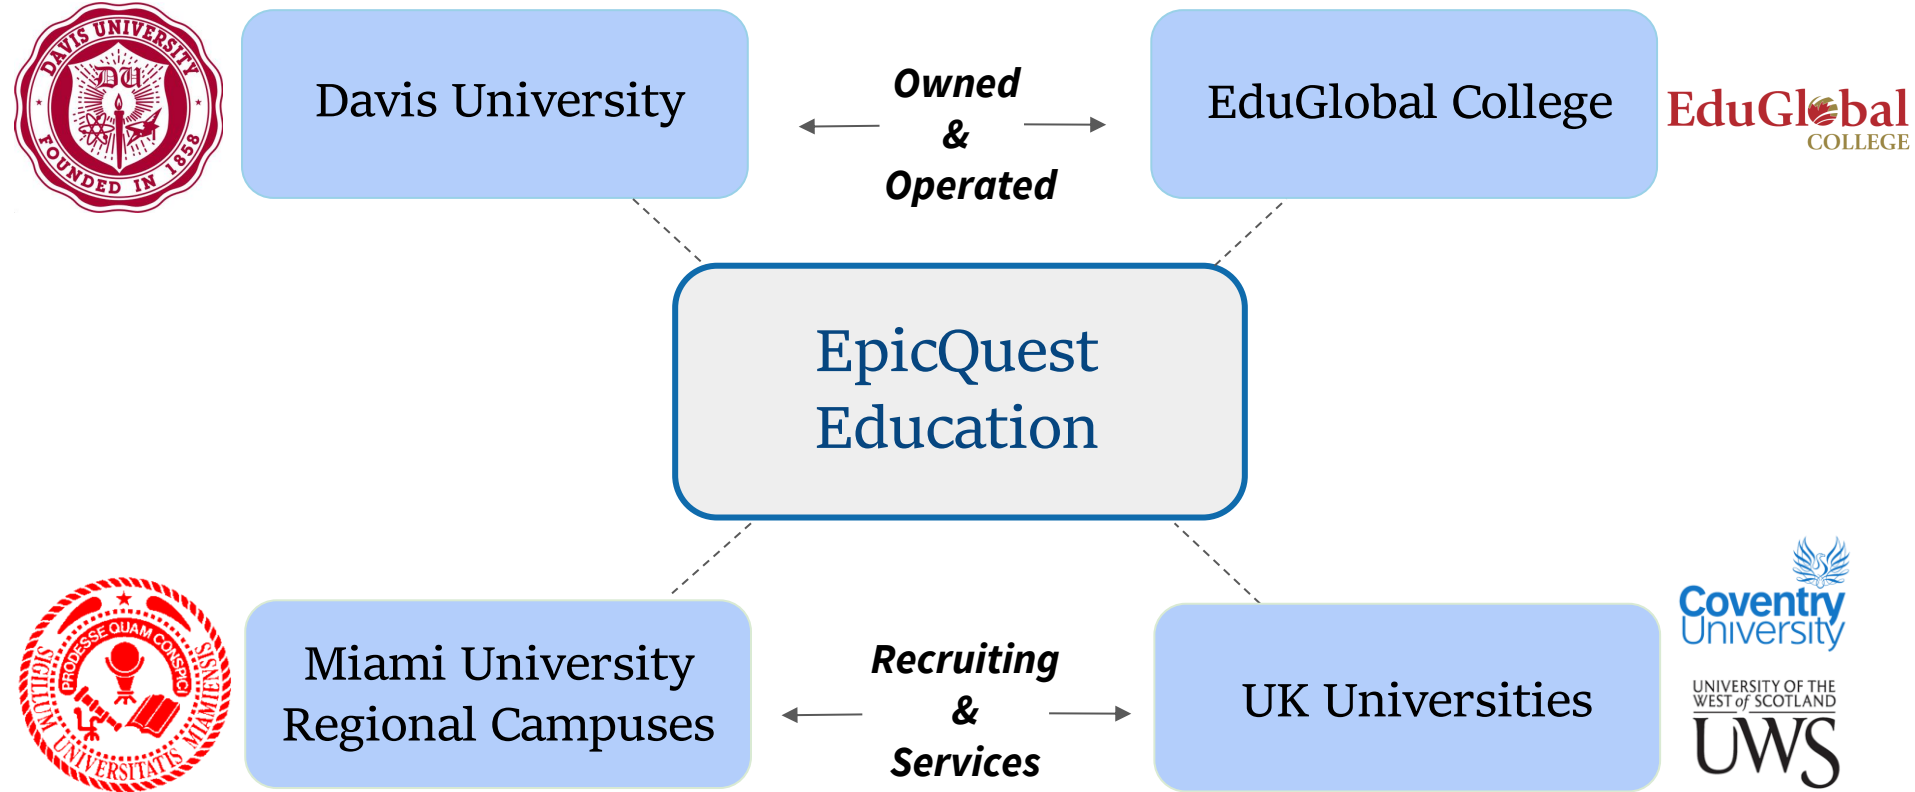 DAVIS UNIVERSITY
DU
FOUNDED IN 1858
Davis University
Owned
&
Operated
EduGlobal College
EduGlobal
COLLEGE
EpicQuest
Education
PRODESSE QUAM CONSPICI
SIGILLUM UNIVERSITATIS MIAMIENSIS
Miami University
Regional Campuses
Recruiting
&
Services
UK Universities
Coventry
University
UNIVERSITY OF THE
WEST of SCOTLAND
UWS